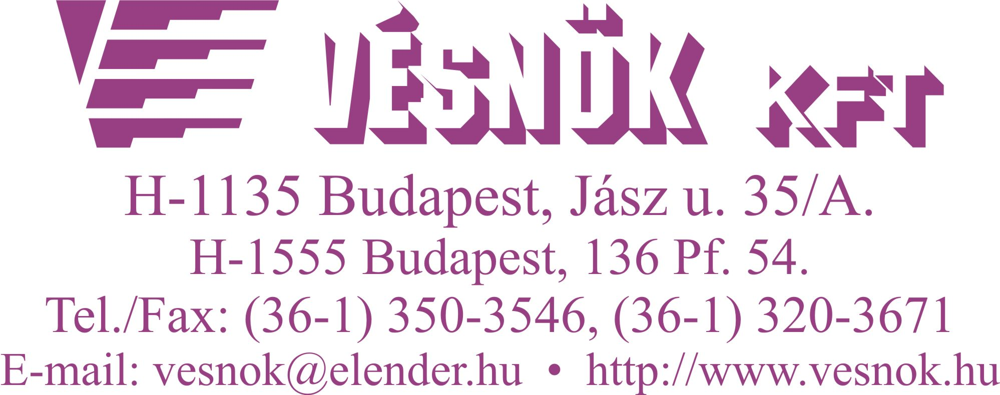 VÉSNÖK KFT
H-1135 Budapest, Jász u. 35/A.
H-1555 Budapest, 136 Pf. 54.
Tel./Fax: (36-1) 350-3546, (36-1) 320-3671
E-mail: vesnok@elender.hu • http://www.vesnok.hu